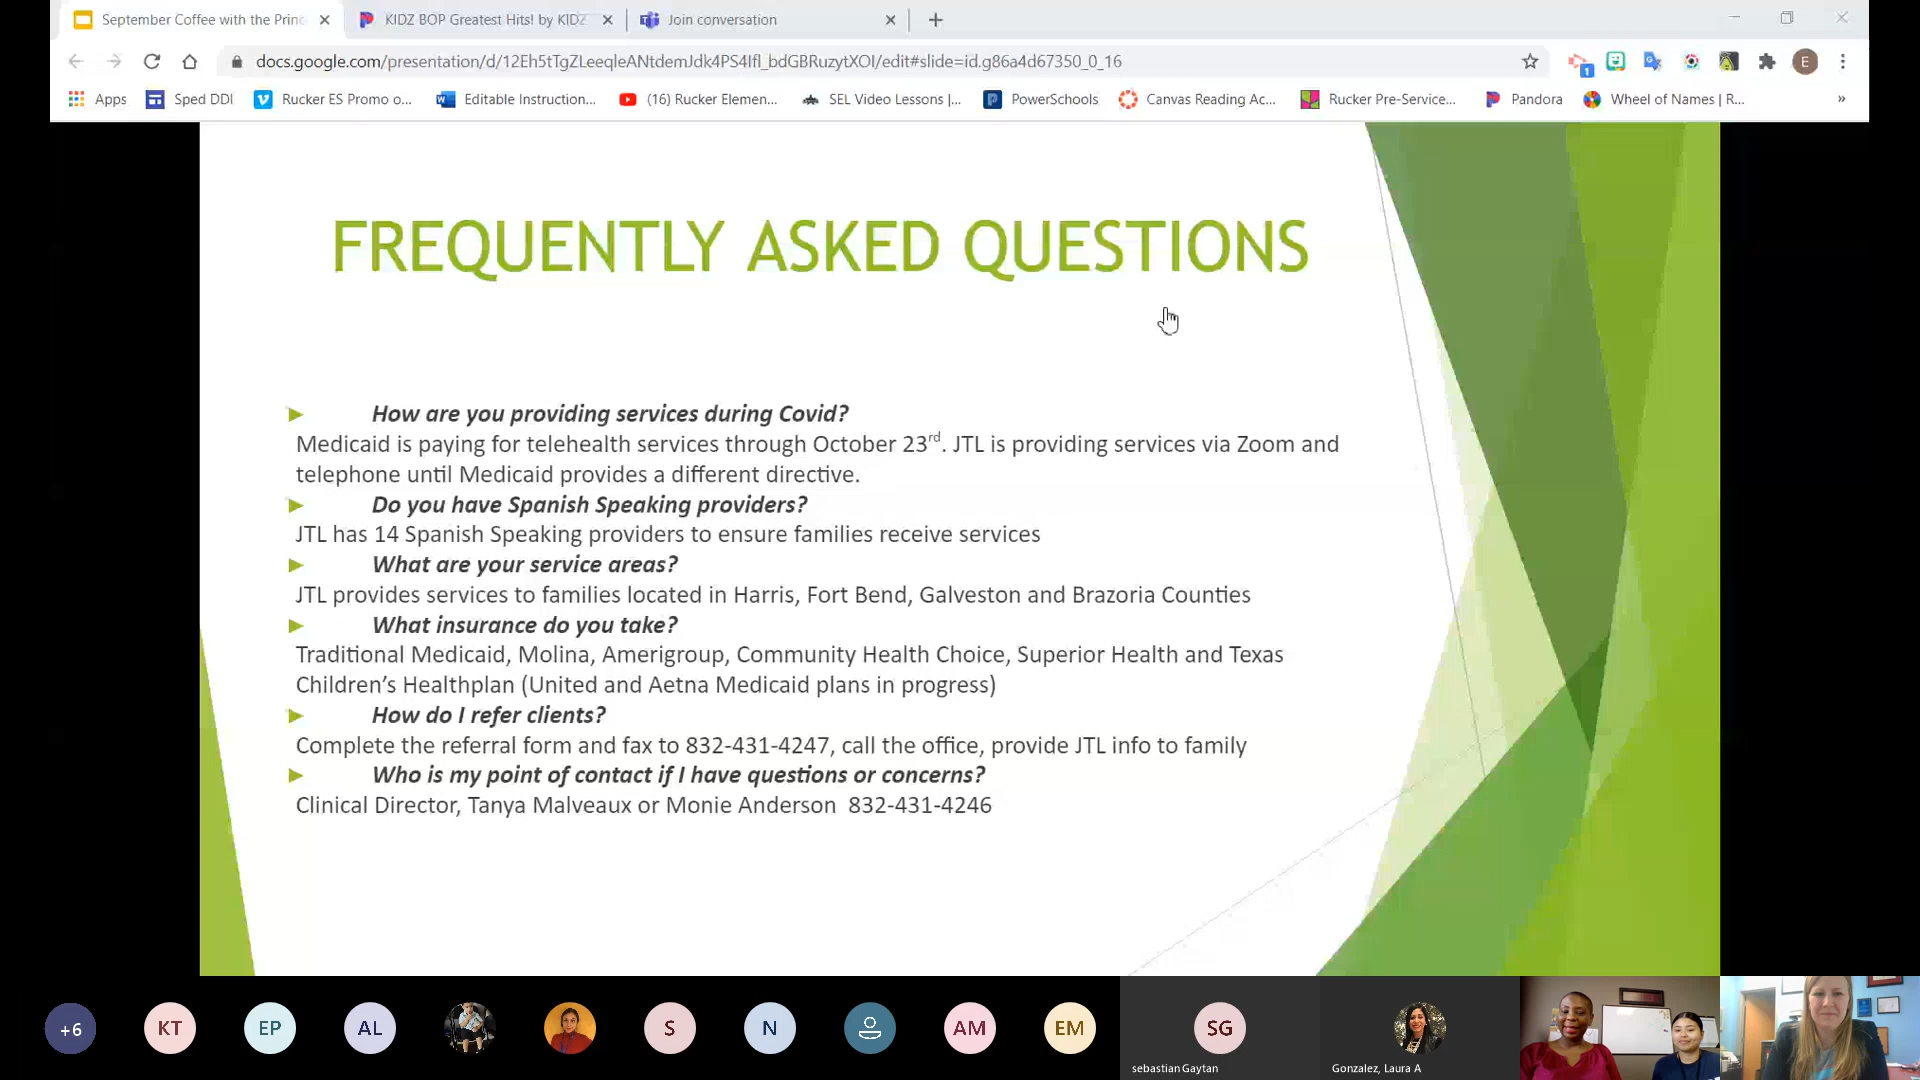 September Coffee with the Princ
KIDZ BOP Greatest Hits! by KIDZ
Join conversation
docs.google.com/presentation/d/12Eh5tTgZLeeqleANtdemJdk4PS4Ifl_bdGBRuzytXOI/edit#slide=id.g86a4d67350_0_16
1
E
Apps
Sped DDI
Rucker ES Promo o...
Editable Instruction...
(16) Rucker Elemen...
SEL Video Lessons |...
PowerSchools
Canvas Reading Ac...
Rucker Pre-Service...
Pandora
Wheel of Names | R...
»
FREQUENTLY ASKED QUESTIONS
How are you providing services during Covid?
Medicaid is paying for telehealth services through October 23rd. JTL is providing services via Zoom and
telephone until Medicaid provides a different directive.
Do you have Spanish Speaking providers?
JTL has 14 Spanish Speaking providers to ensure families receive services
What are your service areas?
JTL provides services to families located in Harris, Fort Bend, Galveston and Brazoria Counties
What insurance do you take?
Traditional Medicaid, Molina, Amerigroup, Community Health Choice, Superior Health and Texas
Children’s Healthplan (United and Aetna Medicaid plans in progress)
How do I refer clients?
Complete the referral form and fax to 832-431-4247, call the office, provide JTL info to family
Who is my point of contact if I have questions or concerns?
Clinical Director, Tanya Malveaux or Monie Anderson  832-431-4246
+6
KT
EP
AL
S
N
AM
EM
SG
sebastian Gaytan
Gonzalez, Laura A